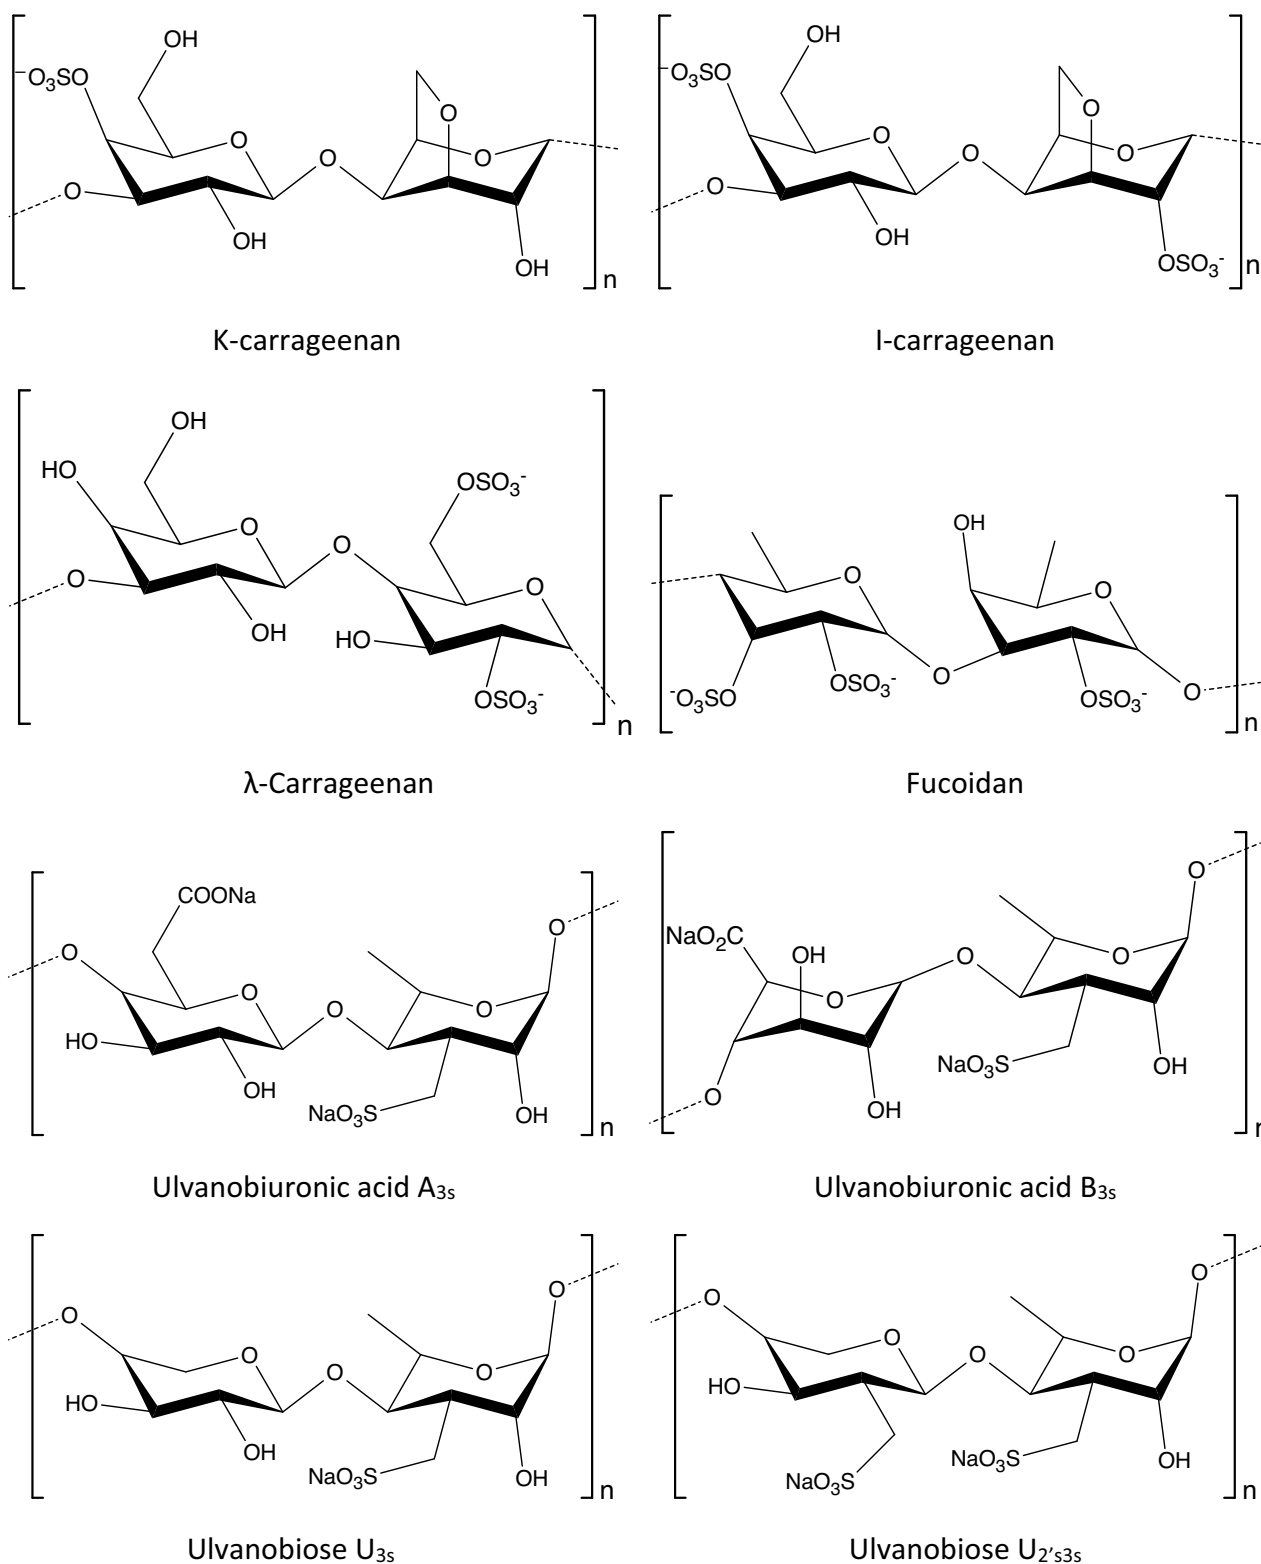 OH
⁻O₃SO
O
O
O
O
O
OH
OH
n
K-carrageenan
OH
⁻O₃SO
O
O
O
O
O
OH
OSO₃⁻
n
I-carrageenan
OH
HO
OSO₃⁻
O
O
O
O
OH
HO
OSO₃⁻
n
λ-Carrageenan
OH
O
O
⁻O₃SO
OSO₃⁻
O
OSO₃⁻
O
n
Fucoidan
COONa
O
O
O
O
O
HO
OH
NaO₃S
OH
n
Ulvanobiuronic acid A₃ₛ
O
NaO₂C
OH
O
O
O
NaO₃S
OH
O
OH
r
Ulvanobiuronic acid B₃ₛ
O
O
O
O
O
HO
OH
NaO₃S
OH
n
Ulvanobiose U₃ₛ
O
O
O
O
O
HO
NaO₃S
NaO₃S
OH
n
Ulvanobiose U₂'ₛ₃ₛ